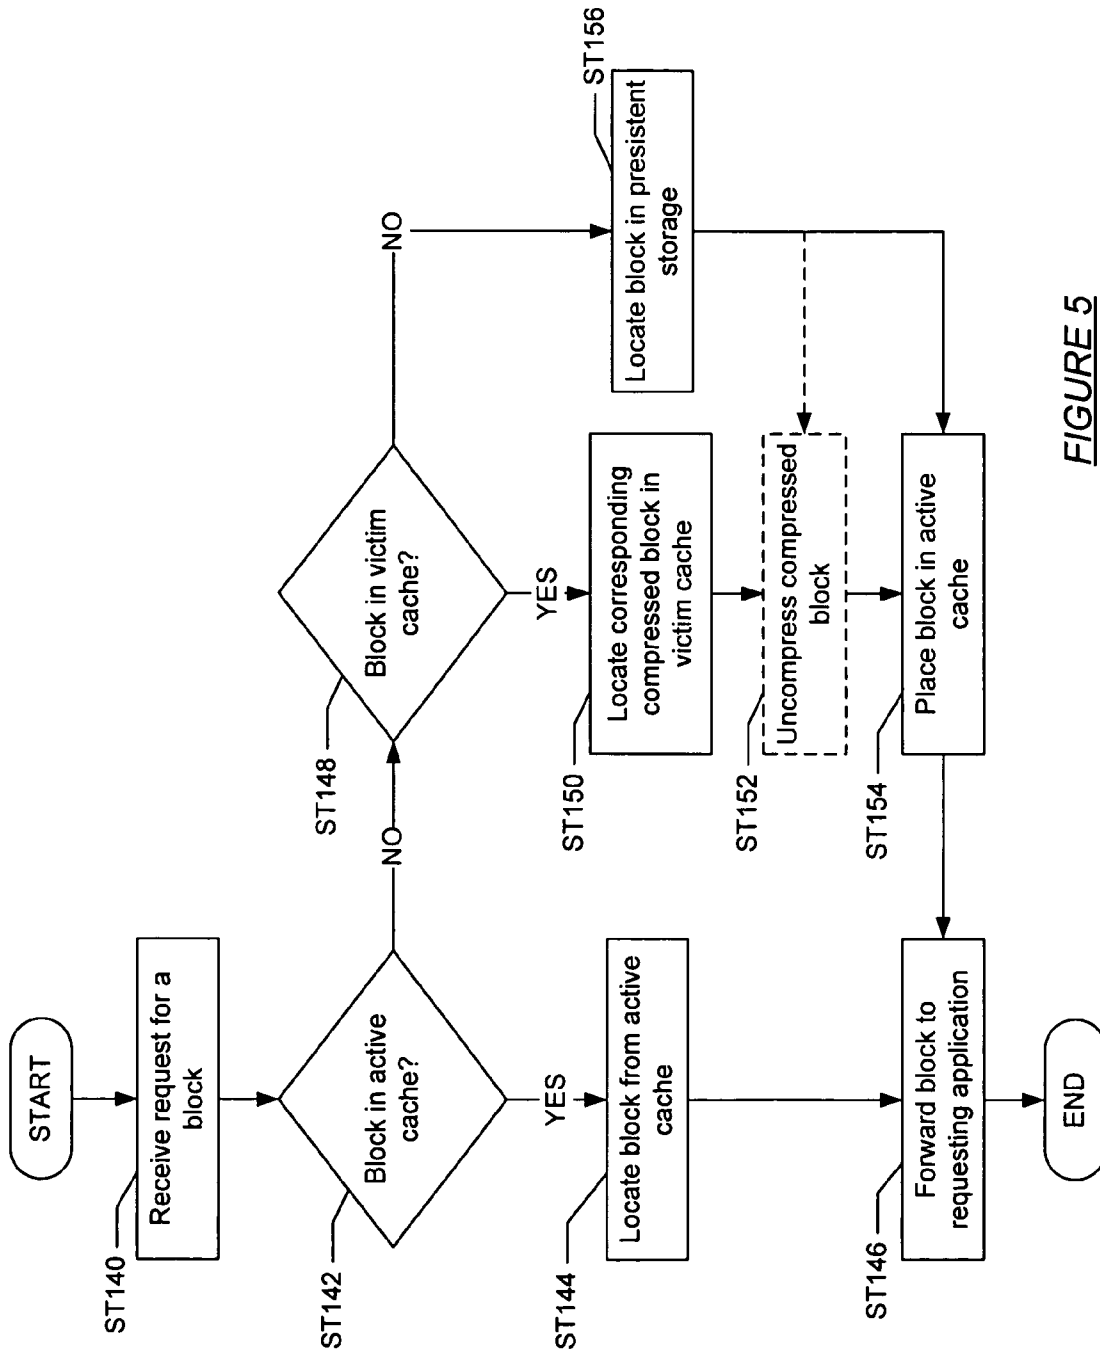 START
ST140
Receive request for a
block
ST142
Block in active
cache?
NO
YES
ST144
Locate block from active
cache
ST146
Forward block to
requesting application
END
ST148
Block in victim
cache?
NO
YES
ST150
Locate corresponding
compressed block in
victim cache
ST152
Uncompress compressed
block
ST154
Place block in active
cache
ST156
Locate block in presistent
storage
FIGURE 5